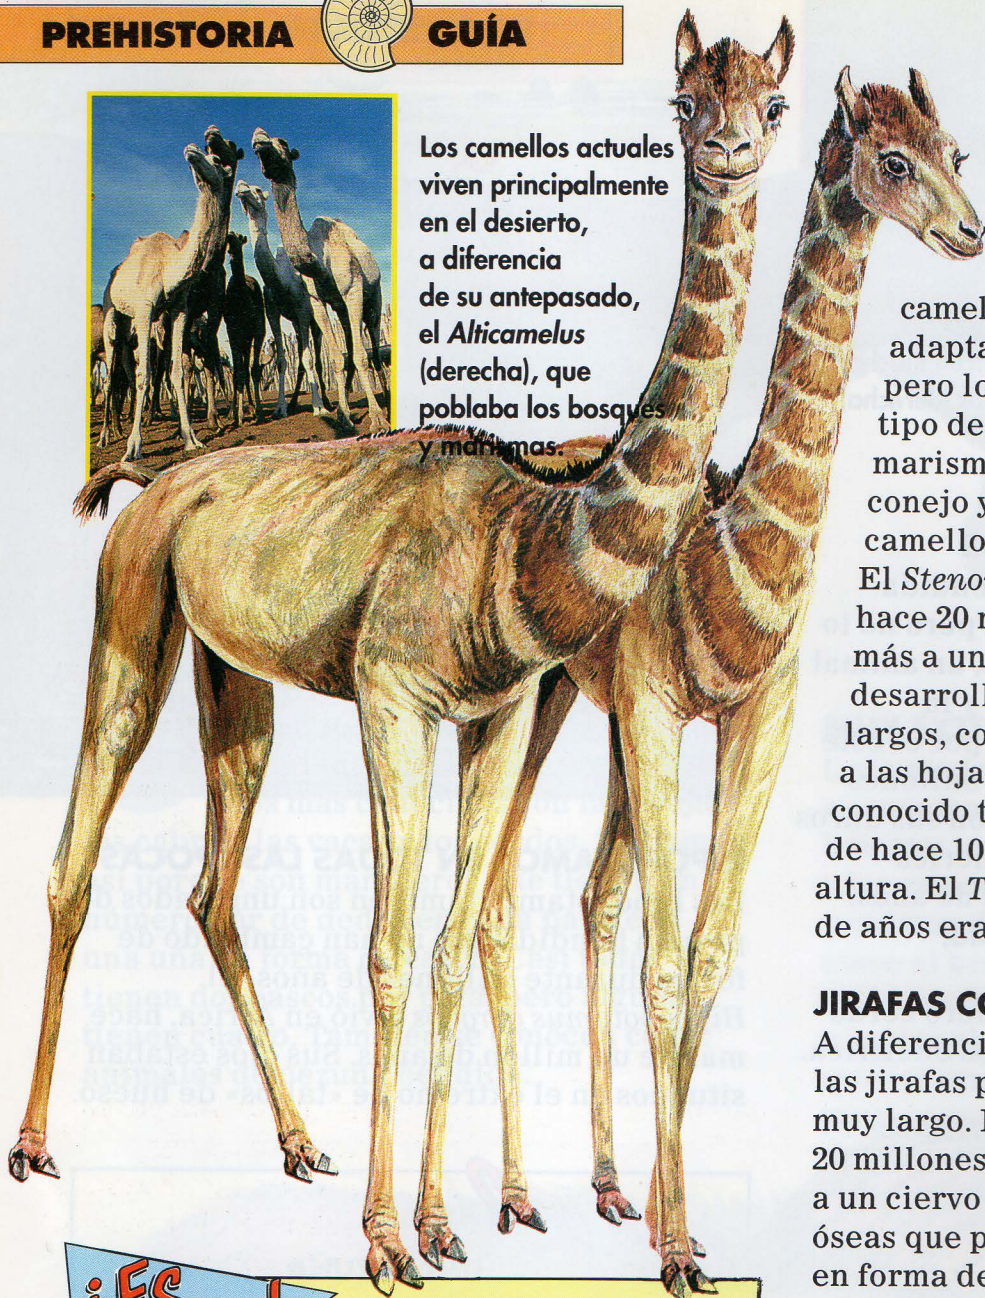 PREHISTORIA GUÍA
Los camellos actuales
viven principalmente
en el desierto,
a diferencia
de su antepasado,
el Alticamelus
(derecha), que
poblaba los bosques
y marismas.
camel
adapta
pero lo
tipo de
marism
conejo y
camello
El Steno
hace 20 m
más a un
desarroll
largos, co
a las hoja
conocido t
de hace 10
altura. El T
de años era
JIRAFAS CO
A diferenci
las jirafas p
muy largo.
20 millones
a un ciervo
óseas que p
en forma de
¡ES